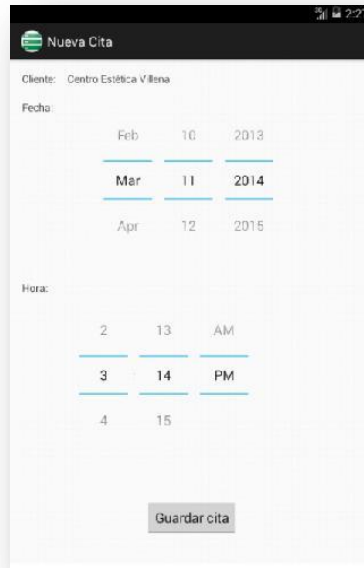 2:27
Nueva Cita
Cliente: Centro Estética Villena
Fecha:
Feb 10 2013
Mar 11 2014
Apr 12 2015
Hora:
2 13 AM
3 : 14 PM
4 15
Guardar cita